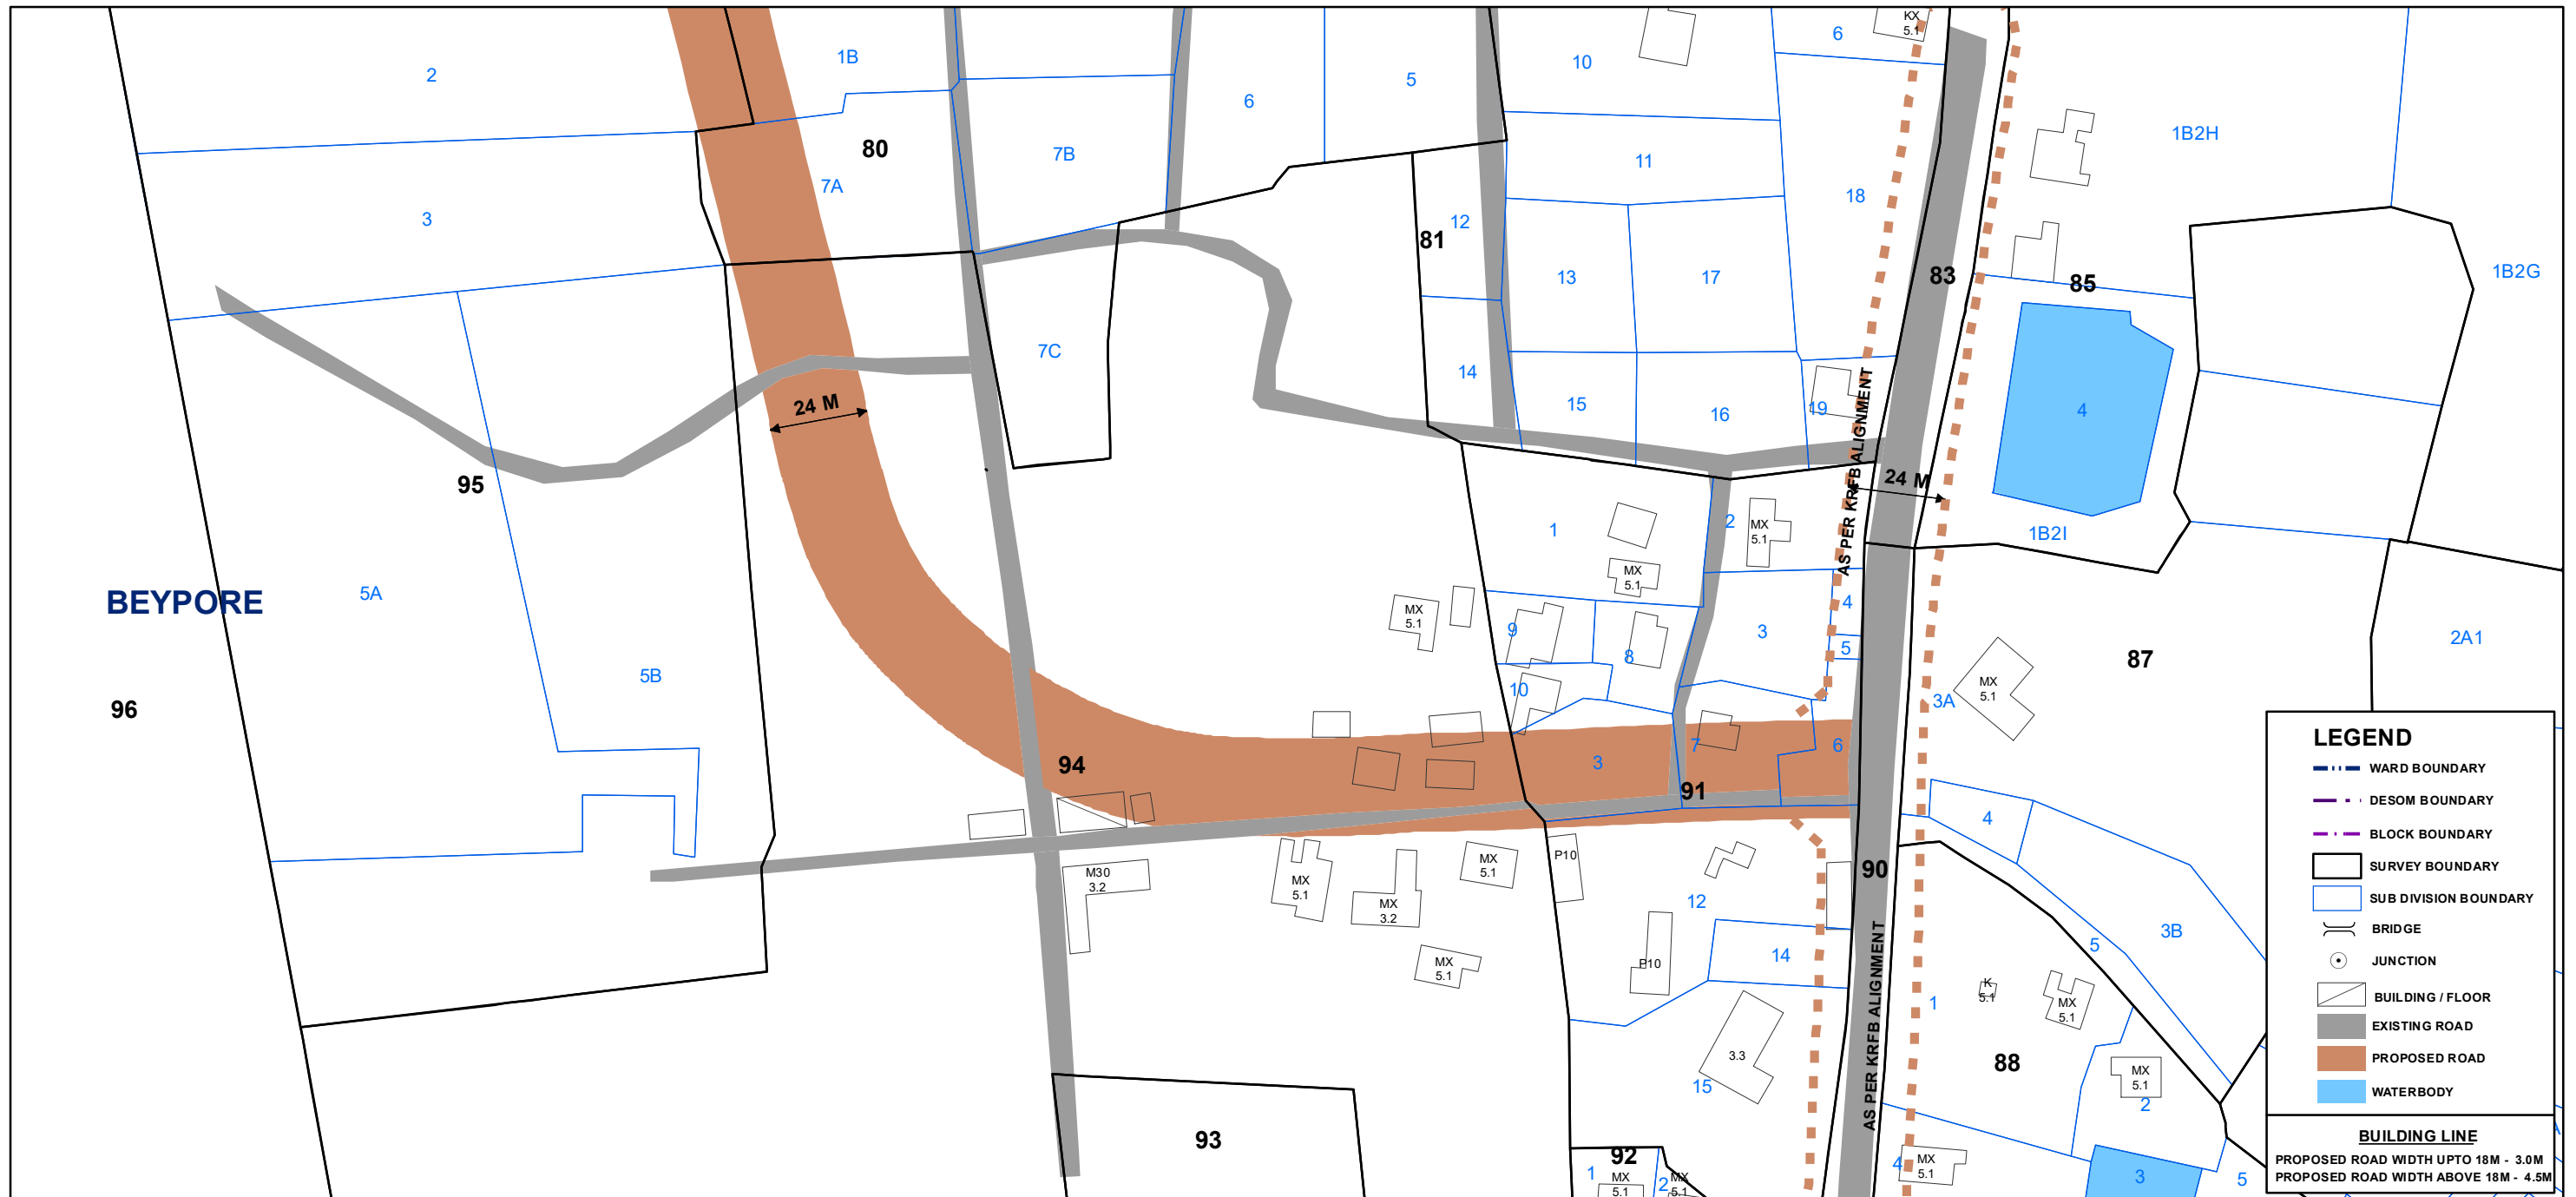 KX
5.1
6
1B
10
2
5
6
1B2H
80
7B
11
7A
18
3
12
81
1B2G
13
17
83
85
7C
14
24 M
15
16
19
4
AS PER KRFB ALIGNMENT
24 M
95
1
2
MX
5.1
1B2I
MX
5.1
BEYPORE
5A
MX
5.1
9
8
3
4
5
2A1
87
5B
10
MX
5.1
3A
96
94
3
7
6
91
4
P10
MX
5.1
M30
3.2
MX
5.1
MX
3.2
90
12
3B
5
14
P10
MX
5.1
AS PER KRFB ALIGNMENT
K
5.1
MX
5.1
1
3.3
88
15
MX
5.1
2
93
92
1
MX
5.1
2
MX
5.1
4
MX
5.1
3
5
LEGEND
WARD BOUNDARY
DESOM BOUNDARY
BLOCK BOUNDARY
SURVEY BOUNDARY
SUB DIVISION BOUNDARY
BRIDGE
JUNCTION
BUILDING / FLOOR
EXISTING ROAD
PROPOSED ROAD
WATERBODY
BUILDING LINE
PROPOSED ROAD WIDTH UPTO 18M - 3.0M
PROPOSED ROAD WIDTH ABOVE 18M - 4.5M